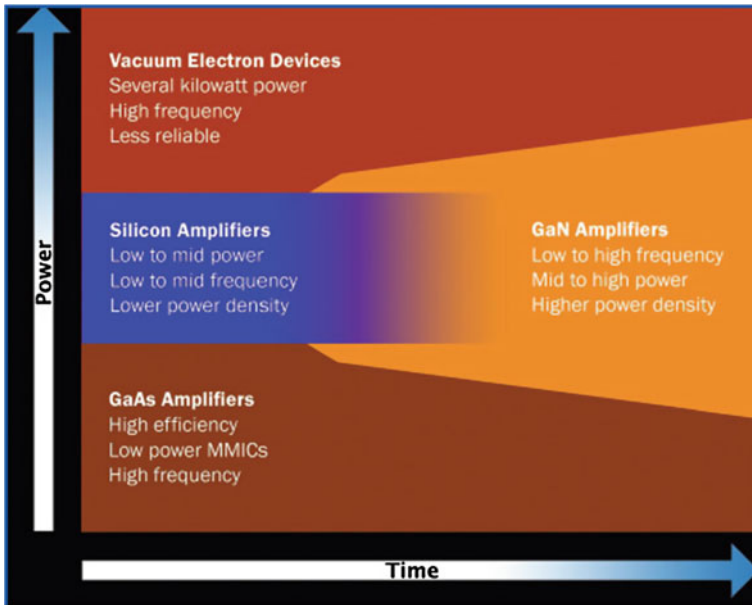 Vacuum Electron Devices
Several kilowatt power
High frequency
Less reliable
Silicon Amplifiers
Low to mid power
Low to mid frequency
Lower power density
GaN Amplifiers
Low to high frequency
Mid to high power
Higher power density
GaAs Amplifiers
High efficiency
Low power MMICs
High frequency
Power
Time